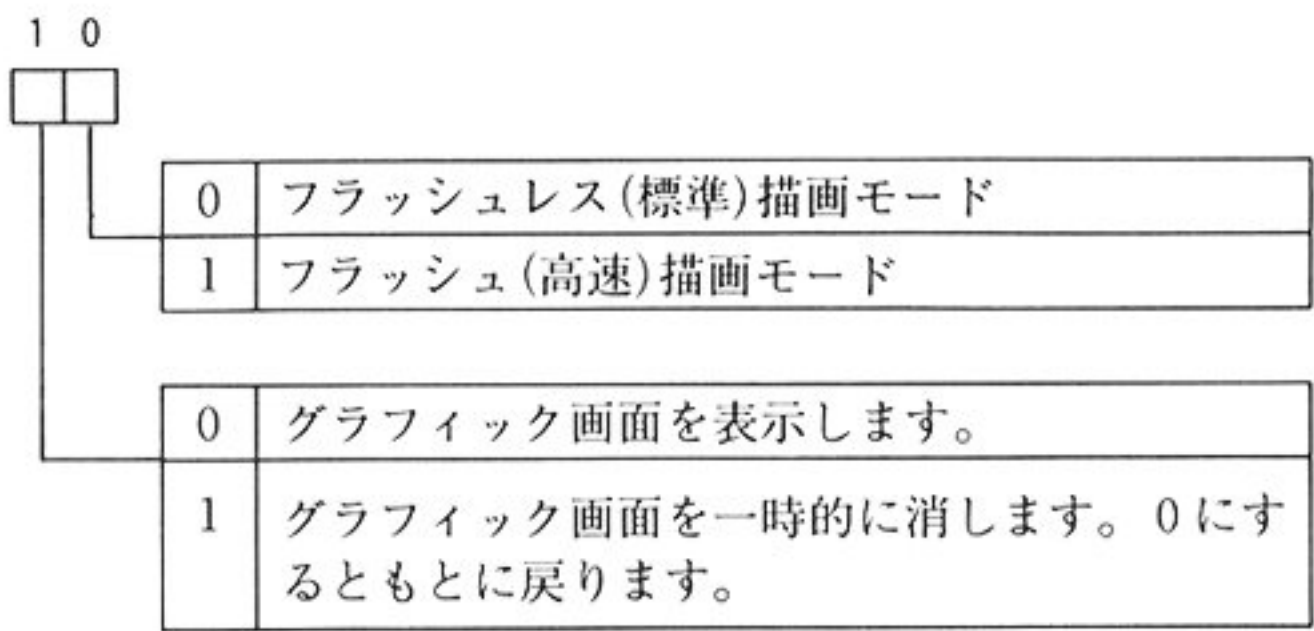 1 0
0 フラッシュレス(標準)描画モード
1 フラッシュ(高速)描画モード
0 グラフィック画面を表示します。
1 グラフィック画面を一時的に消します。0にす
るともとに戻ります。